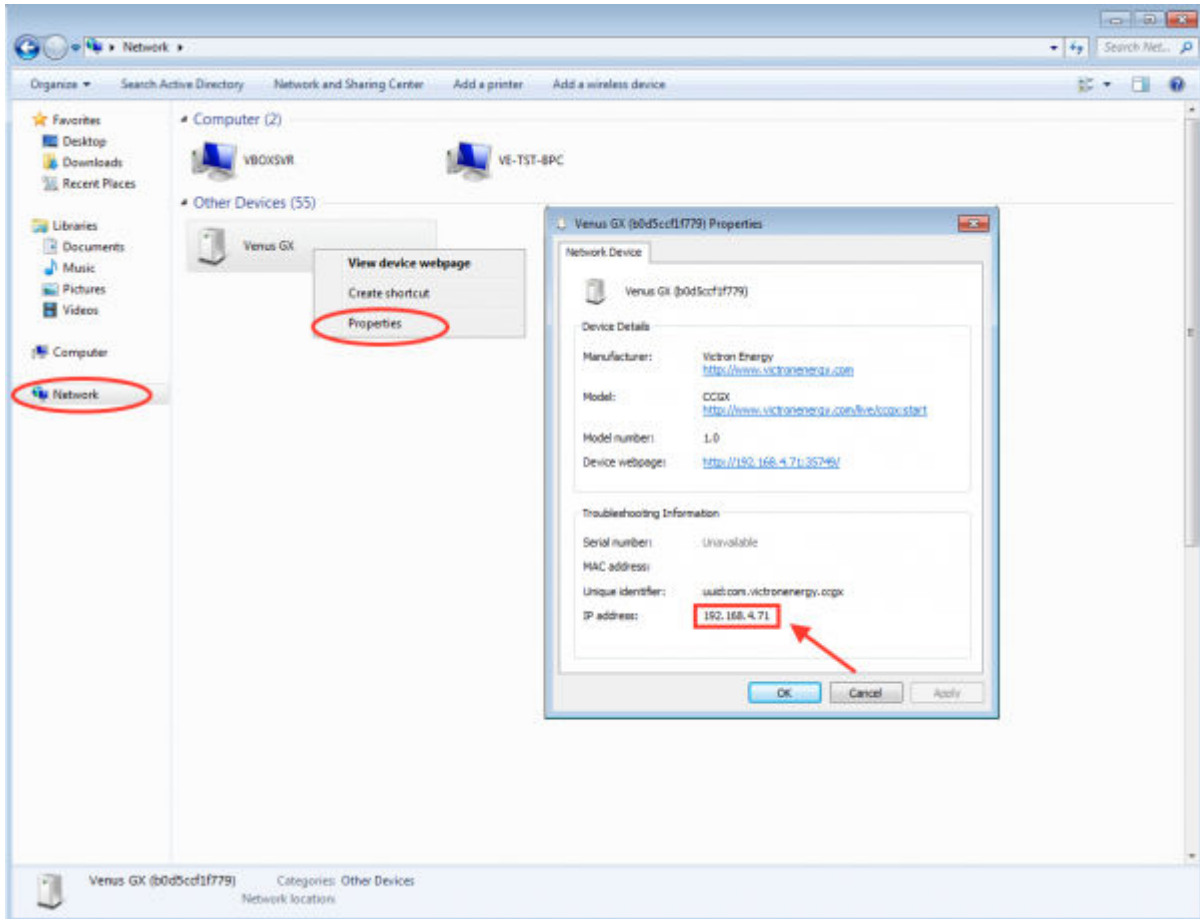 Network
Search Net...
Organize
Search Active Directory
Network and Sharing Center
Add a printer
Add a wireless device
Favorites
Desktop
Downloads
Recent Places
Libraries
Documents
Music
Pictures
Videos
Computer
Network
Computer (2)
VBOXSVR
VE-TST-8PC
Other Devices (55)
Venus GX
View device webpage
Create shortcut
Properties
Venus GX (b0d5ccf1f779) Properties
Network Device
Venus GX (b0d5ccf1f779)
Device Details
Manufacturer: Victron Energy
http://www.victronenergy.com
Model: CCGX
http://www.victronenergy.com/live/ccgx:start
Model number: 1.0
Device webpage: http://192.168.4.71:35749/
Troubleshooting Information
Serial number: Unavailable
MAC address:
Unique identifier: uuid:com.victronenergy.ccgx
IP address: 192.168.4.71
OK
Cancel
Apply
Venus GX (b0d5ccf1f779)
Categories: Other Devices
Network location: